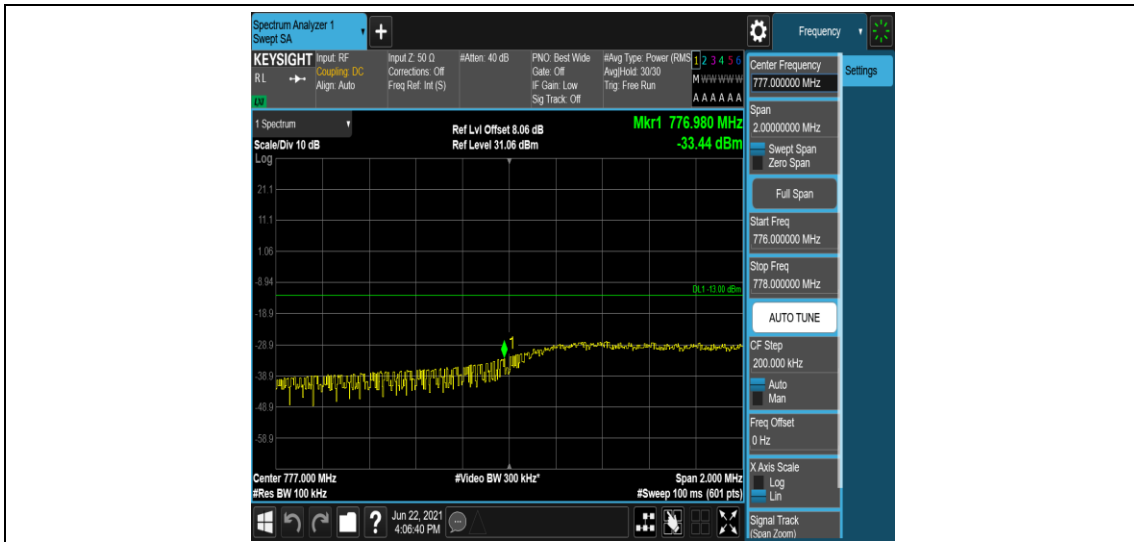 Spectrum Analyzer 1
Swept SA
Frequency
KEYSIGHT
RL
LXI
Input: RF
Coupling: DC
Align: Auto
Input Z: 50 Ω
Corrections: Off
Freq Ref: Int (S)
#Atten: 40 dB
PNO: Best Wide
Gate: Off
IF Gain: Low
Sig Track: Off
#Avg Type: Power (RMS
Avg|Hold: 30/30
Trig: Free Run
1 2 3 4 5 6
M W W W W W
A A A A A A
1 Spectrum
Scale/Div 10 dB
Log
Ref Lvl Offset 8.06 dB
Ref Level 31.06 dBm
Mkr1 776.980 MHz
-33.44 dBm
21.1
11.1
1.06
-8.94
DL1 -13.00 dBm
-18.9
-28.9
1
-38.9
-48.9
-58.9
Center 777.000 MHz
#Res BW 100 kHz
#Video BW 300 kHz*
Span 2.000 MHz
#Sweep 100 ms (601 pts)
?
Jun 22, 2021
4:06:40 PM
Center Frequency
777.000000 MHz
Settings
Span
2.00000000 MHz
Swept Span
Zero Span
Full Span
Start Freq
776.000000 MHz
Stop Freq
778.000000 MHz
AUTO TUNE
CF Step
200.000 kHz
Auto
Man
Freq Offset
0 Hz
X Axis Scale
Log
Lin
Signal Track
(Span Zoom)